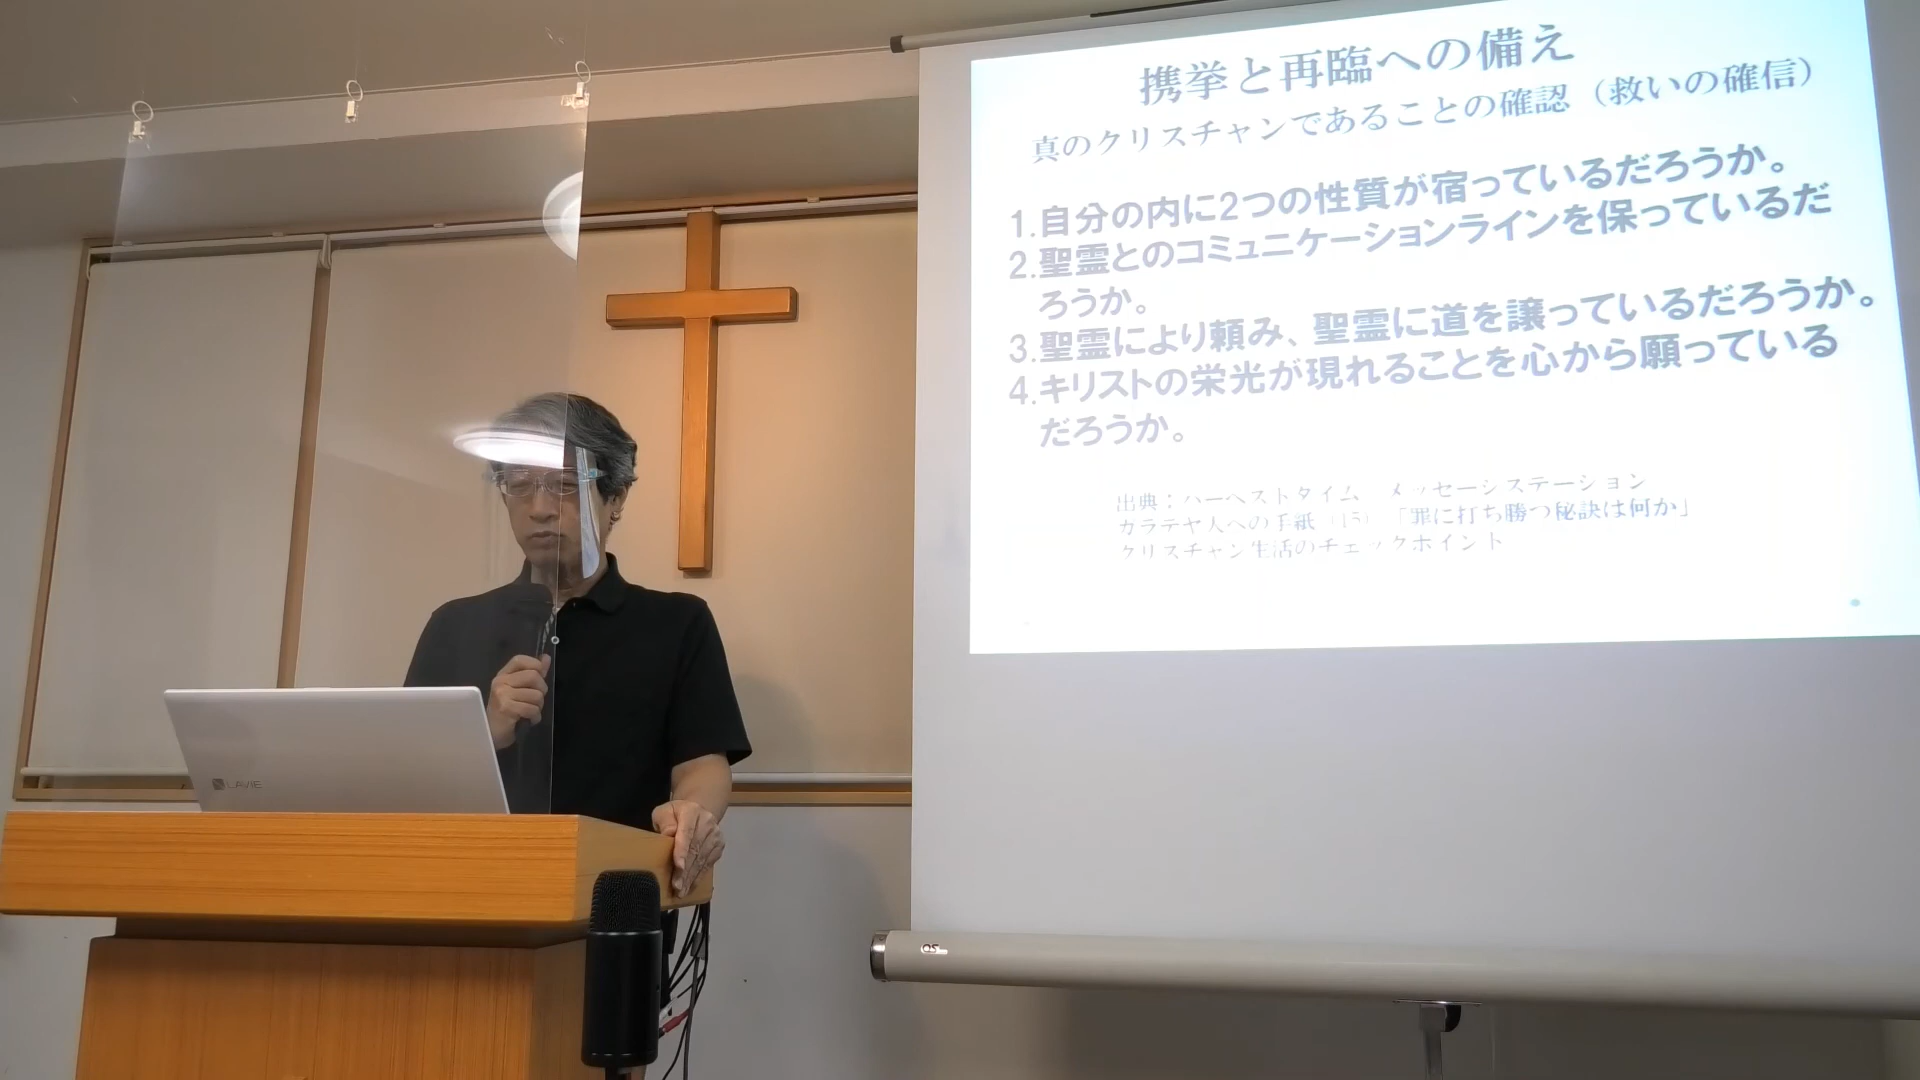 携挙と再臨への備え
真のクリスチャンであることの確認（救いの確信）
1.自分の内に2つの性質が宿っているだろうか。
2.聖霊とのコミュニケーションラインを保っているだ
ろうか。
3.聖霊により頼み、聖霊に道を譲っているだろうか。
4.キリストの栄光が現れることを心から願っている
だろうか。
出典：ハーベストタイム メッセージステーション
ガラテヤ人への手紙（15）「罪に打ち勝つ秘訣は何か」
クリスチャン生活のチェックポイント
LAVIE
OS